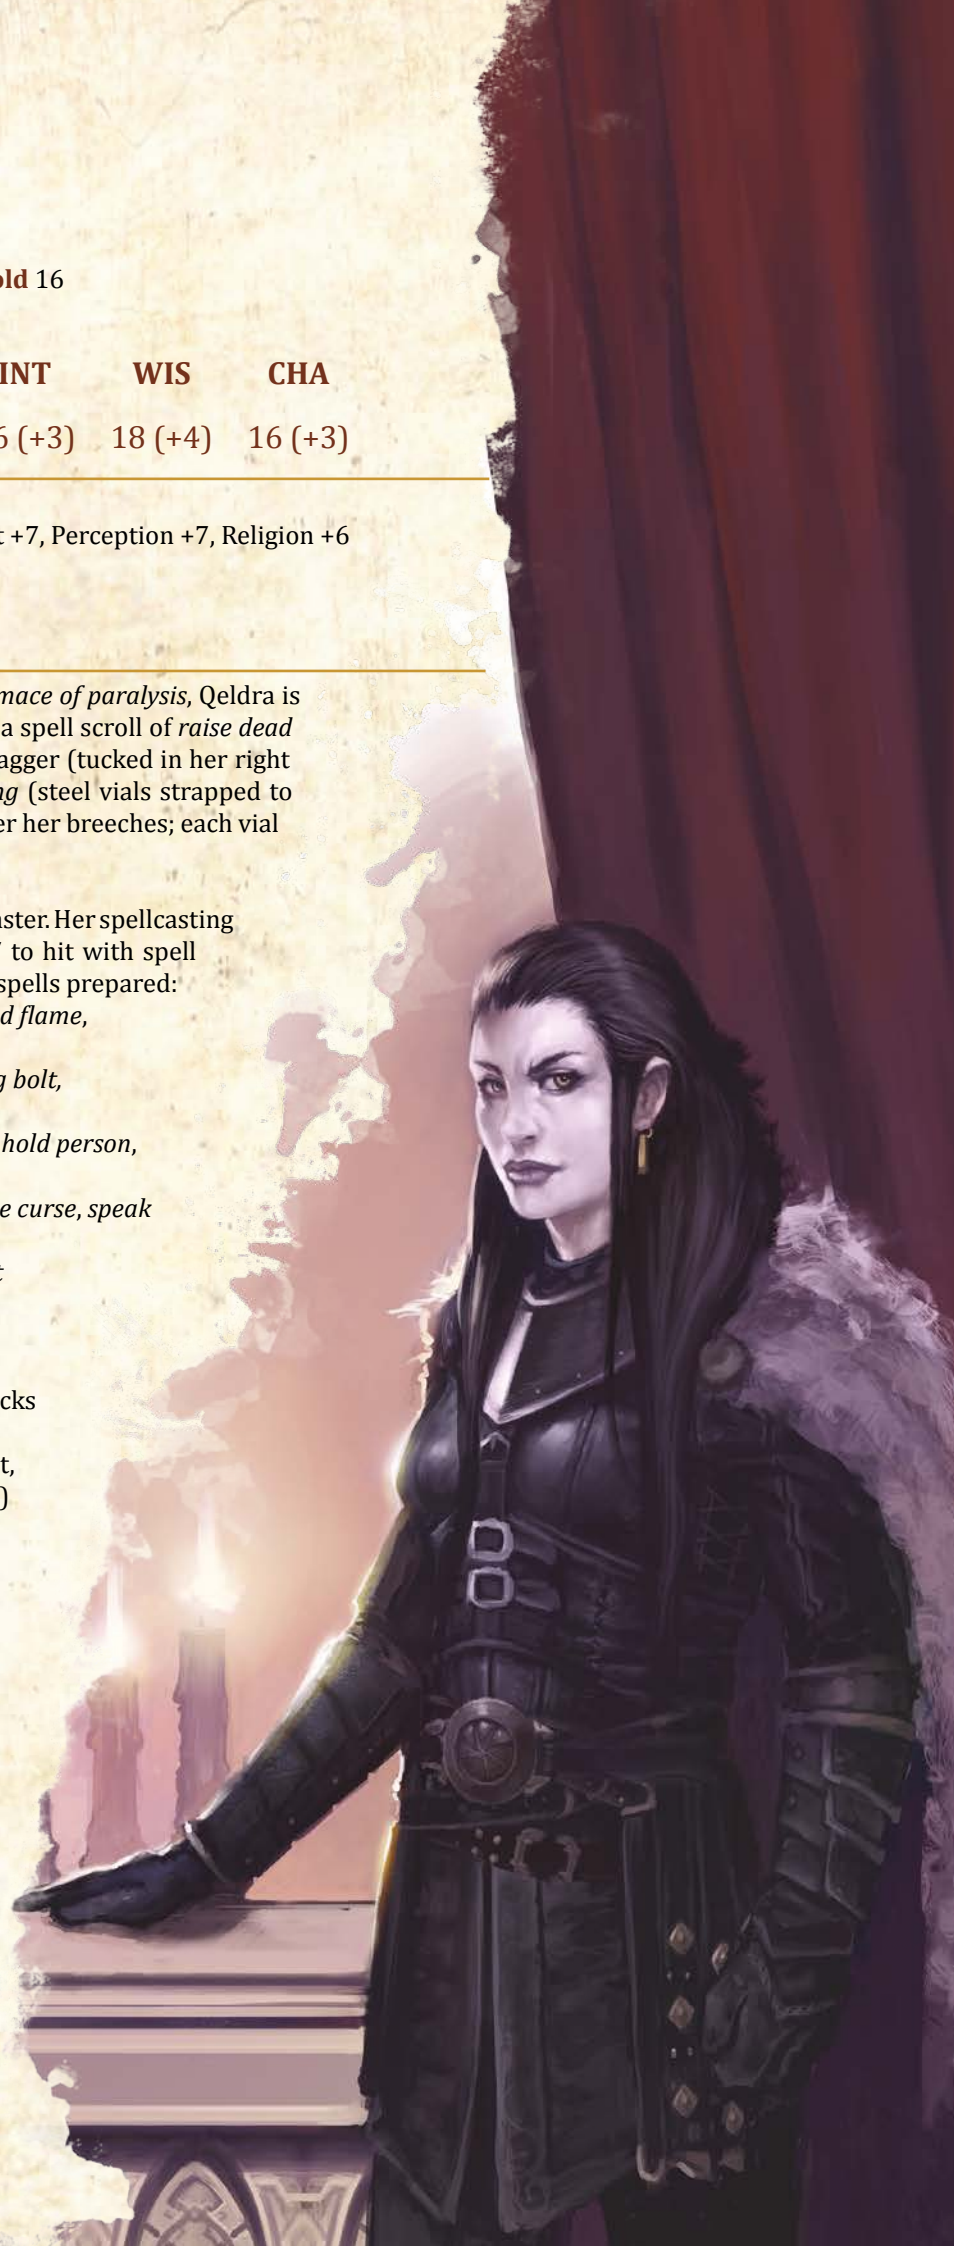 old 16
INT WIS CHA
6 (+3) 18 (+4) 16 (+3)
t +7, Perception +7, Religion +6
mace of paralysis, Qeldra is
a spell scroll of raise dead
agger (tucked in her right
ng (steel vials strapped to
er her breeches; each vial
aster. Her spellcasting
to hit with spell
spells prepared:
d flame,
g bolt,
hold person,
e curse, speak
t
cks
t,
)